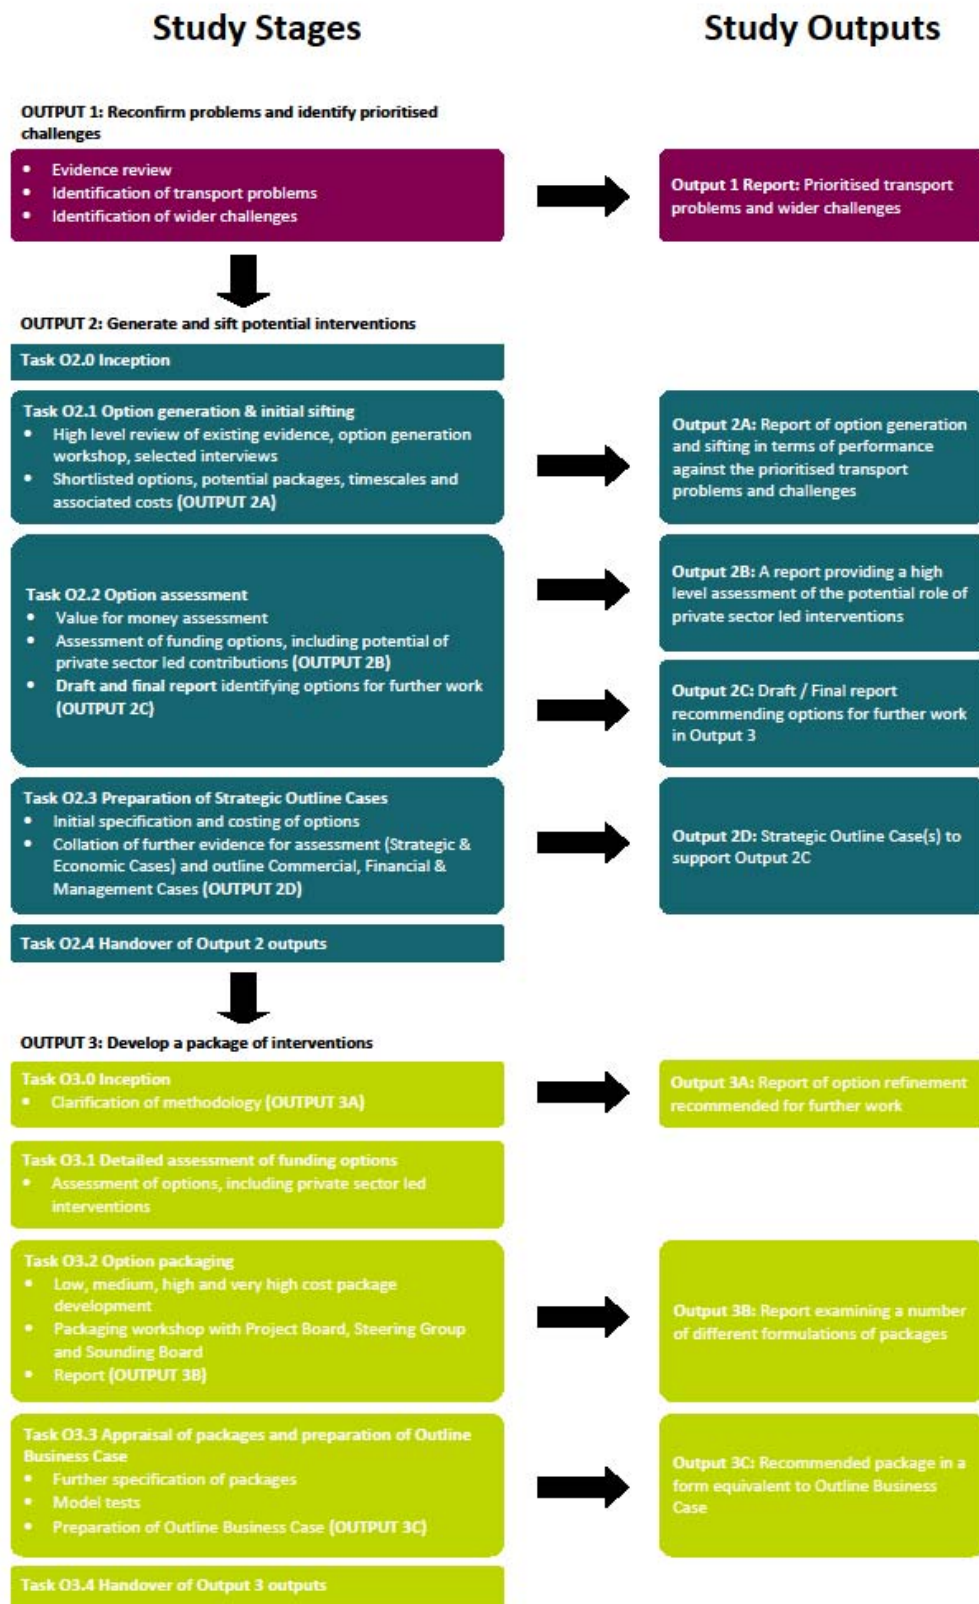 Study Stages
Study Outputs
OUTPUT 1: Reconfirm problems and identify prioritised
challenges
• Evidence review
• Identification of transport problems
• Identification of wider challenges
Output 1 Report: Prioritised transport
problems and wider challenges
OUTPUT 2: Generate and sift potential interventions
Task O2.0 Inception
Task O2.1 Option generation & initial sifting
• High level review of existing evidence, option generation
workshop, selected interviews
• Shortlisted options, potential packages, timescales and
associated costs (OUTPUT 2A)
Output 2A: Report of option generation
and sifting in terms of performance
against the prioritised transport
problems and challenges
Task O2.2 Option assessment
• Value for money assessment
• Assessment of funding options, including potential of
private sector led contributions (OUTPUT 2B)
• Draft and final report identifying options for further work
(OUTPUT 2C)
Output 2B: A report providing a high
level assessment of the potential role of
private sector led interventions
Output 2C: Draft / Final report
recommending options for further work
in Output 3
Task O2.3 Preparation of Strategic Outline Cases
• Initial specification and costing of options
• Collation of further evidence for assessment (Strategic &
Economic Cases) and outline Commercial, Financial &
Management Cases (OUTPUT 2D)
Output 2D: Strategic Outline Case(s) to
support Output 2C
Task O2.4 Handover of Output 2 outputs
OUTPUT 3: Develop a package of interventions
Task O3.0 Inception
• Clarification of methodology (OUTPUT 3A)
Output 3A: Report of option refinement
recommended for further work
Task O3.1 Detailed assessment of funding options
• Assessment of options, including private sector led
interventions
Task O3.2 Option packaging
• Low, medium, high and very high cost package
development
• Packaging workshop with Project Board, Steering Group
and Sounding Board
• Report (OUTPUT 3B)
Output 3B: Report examining a number
of different formulations of packages
Task O3.3 Appraisal of packages and preparation of Outline
Business Case
• Further specification of packages
• Model tests
• Preparation of Outline Business Case (OUTPUT 3C)
Output 3C: Recommended package in a
form equivalent to Outline Business
Case
Task O3.4 Handover of Output 3 outputs